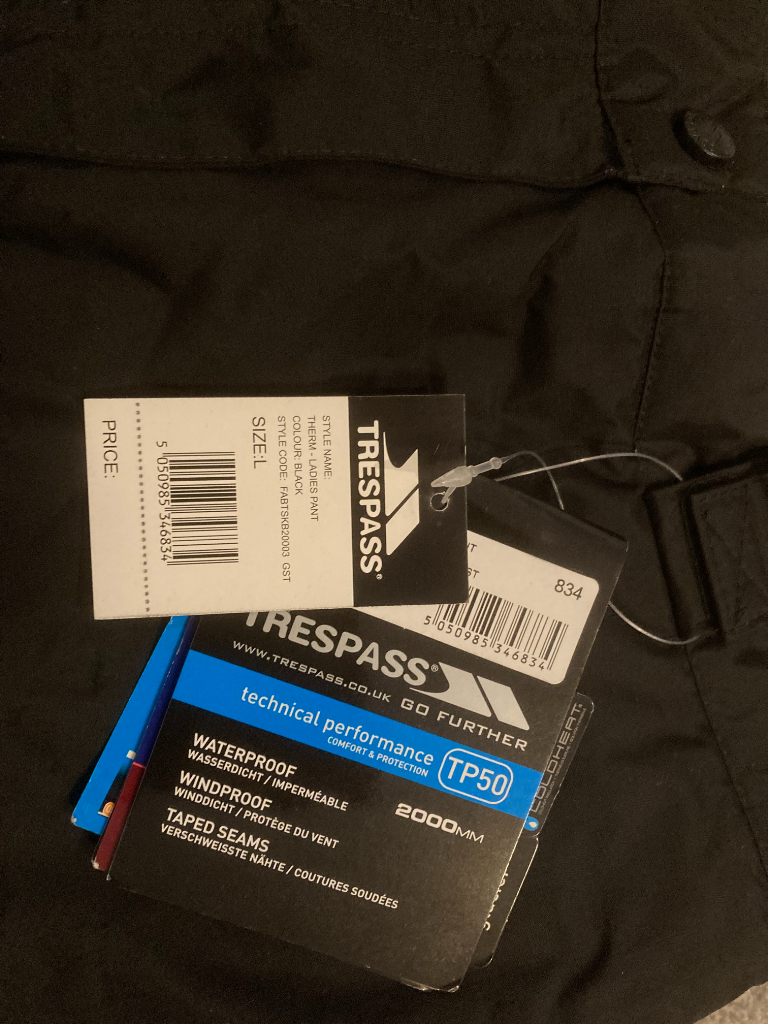 TRESPASS
STYLE NAME:
THERM - LADIES PANT
COLOUR: BLACK
STYLE CODE: FABTSKB20003 GST
SIZE:L
5 050985 346834
PRICE:
834
5 050985 346834
TRESPASS®
WWW.TRESPASS.CO.UK GO FURTHER
technical performance
COMFORT & PROTECTION
TP50
WATERPROOF
WASSERDICHT / IMPERMÉABLE
2000MM
WINDPROOF
WINDDICHT / PROTÈGE DU VENT
TAPED SEAMS
VERSCHWEISSTE NÄHTE / COUTURES SOUDÉES
COLDHEAT